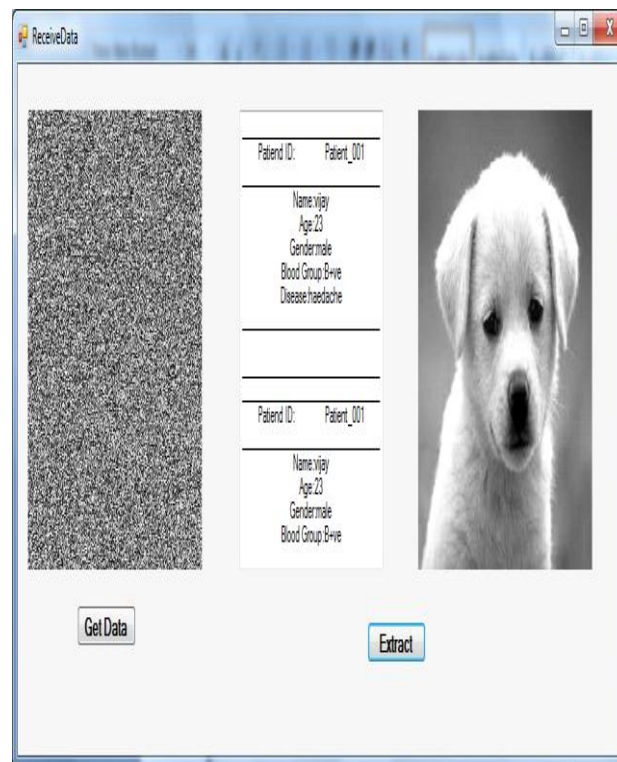 ReceiveData
Patiend ID: Patient_001
Name:vijay
Age:23
Gender:male
Blood Group:B+ve
Disease:haedache
Patiend ID: Patient_001
Name:vijay
Age:23
Gender:male
Blood Group:B+ve
Get Data
Extract